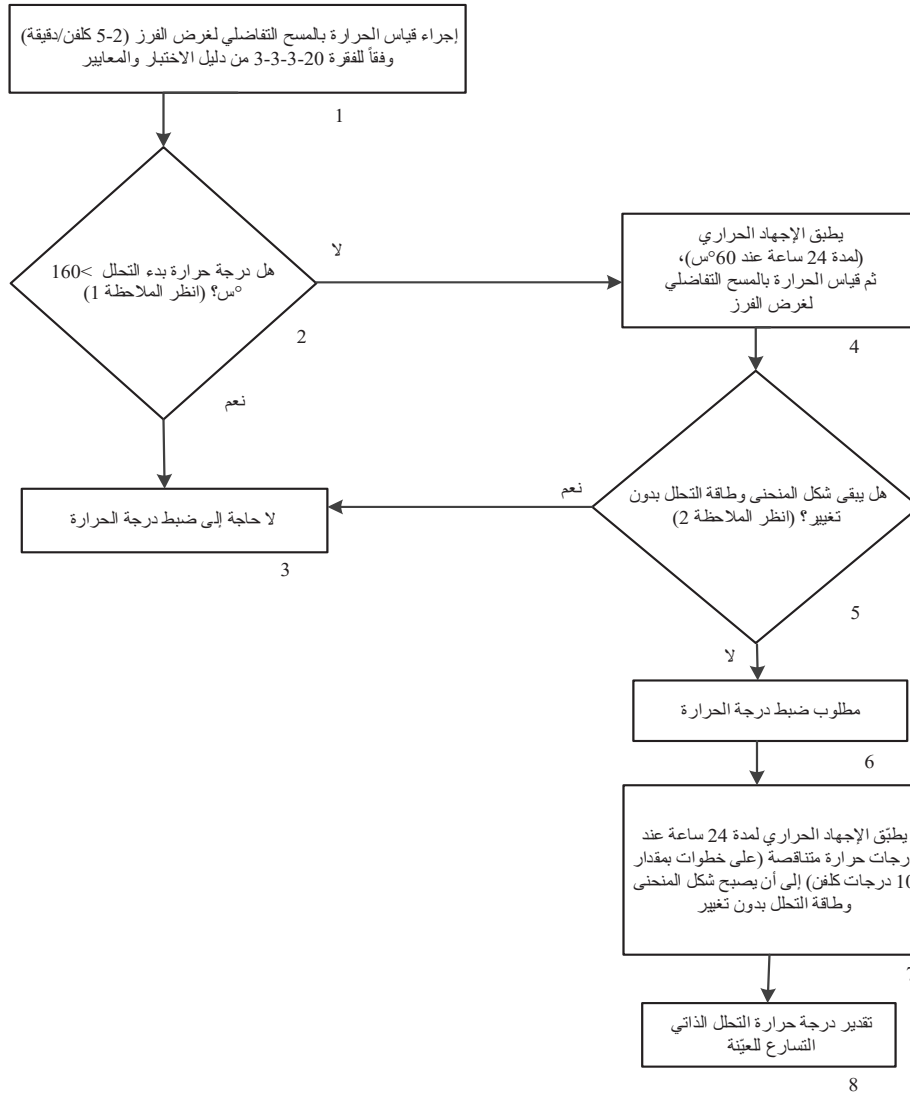 إجراء قياس الحرارة بالمسح التفاضلي لغرض الفرز (2-5 كلفن/دقيقة)
وفقاً للفقرة 20-3-3-3 من دليل الاختبار والمعايير
1
هل درجة حرارة بدء التحلل >160
°س؟ (انظر الملاحظة 1)
2
لا
نعم
لا حاجة إلى ضبط درجة الحرارة
3
يطبق الإجهاد الحراري
(لمدة 24 ساعة عند 60°س)،
ثم قياس الحرارة بالمسح التفاضلي
لغرض الفرز
4
هل يبقى شكل المنحنى وطاقة التحلل بدون
تغيير؟ (انظر الملاحظة 2)
5
نعم
لا
مطلوب ضبط درجة الحرارة
6
يطبّق الإجهاد الحراري لمدة 24 ساعة عند
رجات حرارة متناقصة (على خطوات بمقدار
10 درجات كلفن) إلى أن يصبح شكل المنحنى
وطاقة التحلل بدون تغيير
7
تقدير درجة حرارة التحلل الذاتي
التسارع للعيّنة
8